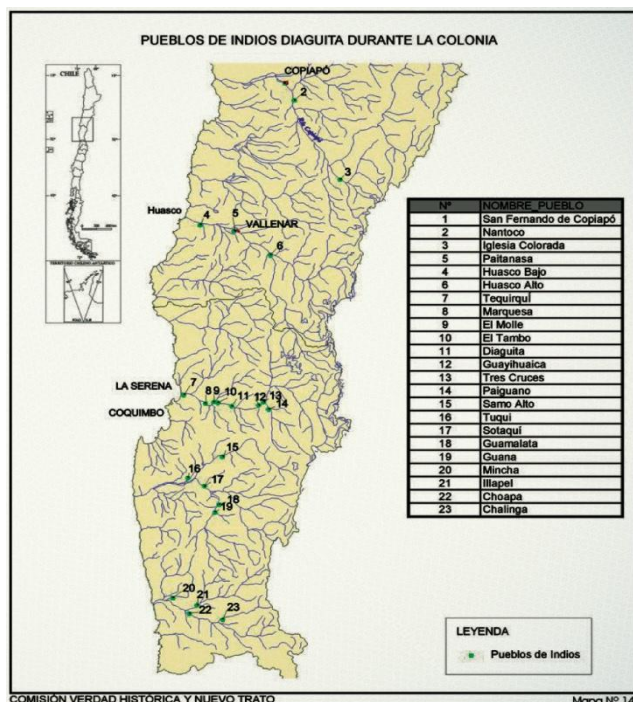 PUEBLOS DE INDIOS DIAGUITA DURANTE LA COLONIA
CHILE
COPIAPÓ
2
Río Copiapó
3
Huasco
4
5
VALLENAR
6
LA SERENA
7
COQUIMBO
8
9
10
11
12
13
14
15
16
17
18
19
20
21
22
23
Nº NOMBRE_PUEBLO
1 San Fernando de Copiapó
2 Nantoco
3 Iglesia Colorada
5 Paitanasa
4 Huasco Bajo
6 Huasco Alto
7 Tequirquí
8 Marquesa
9 El Molle
10 El Tambo
11 Diaguita
12 Guayihuaica
13 Tres Cruces
14 Paiguano
15 Samo Alto
16 Tuqui
17 Sotaquí
18 Guamalata
19 Guana
20 Mincha
21 Illapel
22 Choapa
23 Chalinga
LEYENDA
Pueblos de Indios
COMISIÓN VERDAD HISTÓRICA Y NUEVO TRATO
Mapa Nº 14